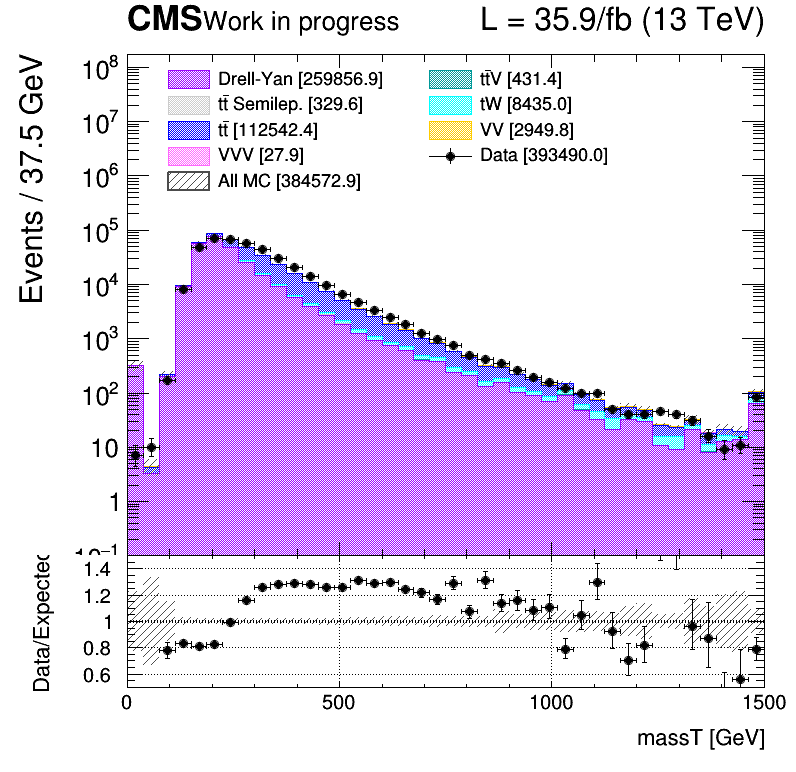 CMS Work in progress L = 35.9/fb (13 TeV)
Events / 37.5 GeV
10⁸
10⁷
10⁶
10⁵
10⁴
10³
10²
10
1
10⁻¹
Drell-Yan [259856.9]
tt̄ Semilep. [329.6]
tt̄ [112542.4]
VVV [27.9]
All MC [384572.9]
tt̄V [431.4]
tW [8435.0]
VV [2949.8]
Data [393490.0]
Data/Expected
1.4
1.2
1
0.8
0.6
0 500 1000 1500
massT [GeV]